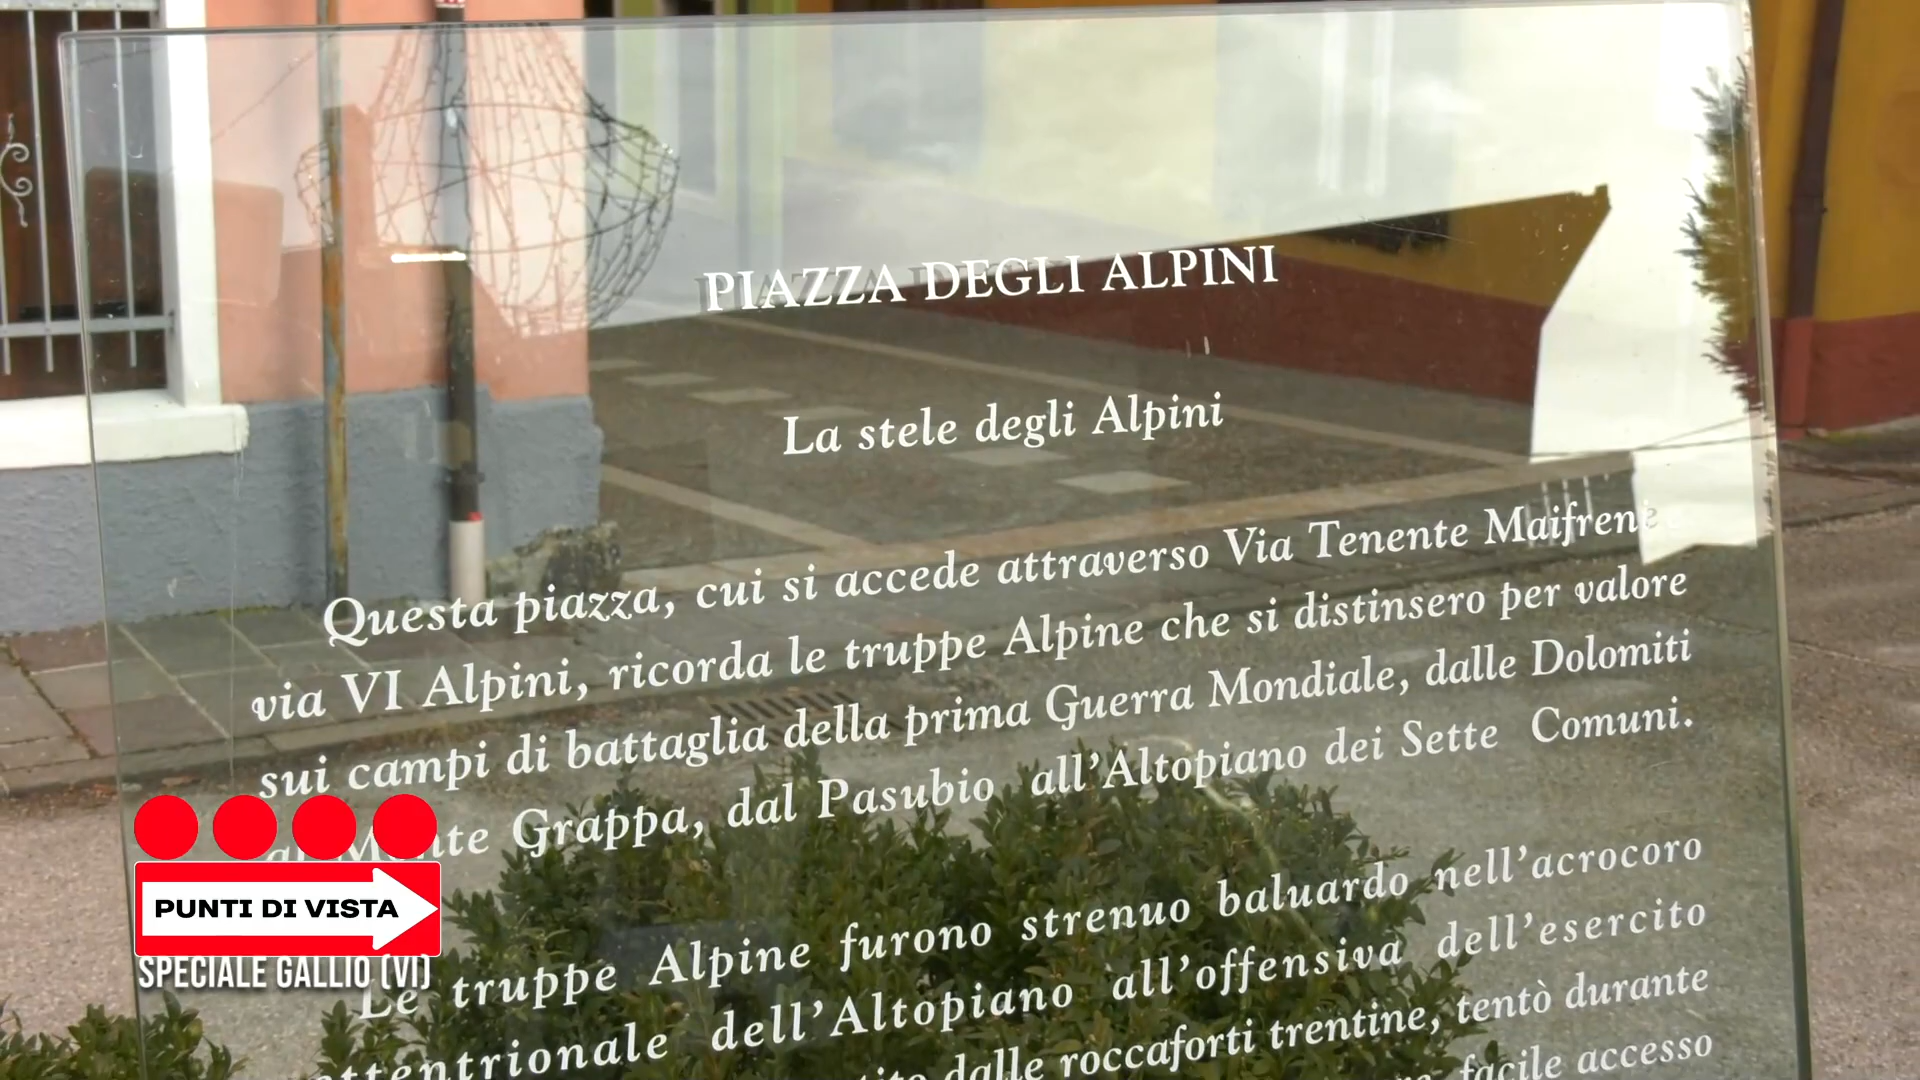 PIAZZA DEGLI ALPINI
La stele degli Alpini
Questa piazza, cui si accede attraverso Via Tenente
via VI Alpini, ricorda le truppe Alpine che si distinsero per valore
sui campi di battaglia della prima Guerra Mondiale, dalle Dolomiti
Grappa, dal Pasubio all'Altopiano dei Sette Comuni.
Le truppe Alpine furono strenuo baluardo nell'acrocoro
dell'Altopiano all'offensiva dell'esercito
dalle roccaforti trentine, tentò durante
facile accesso
PUNTI DI VISTA
SPECIALE GALLIO (VI)